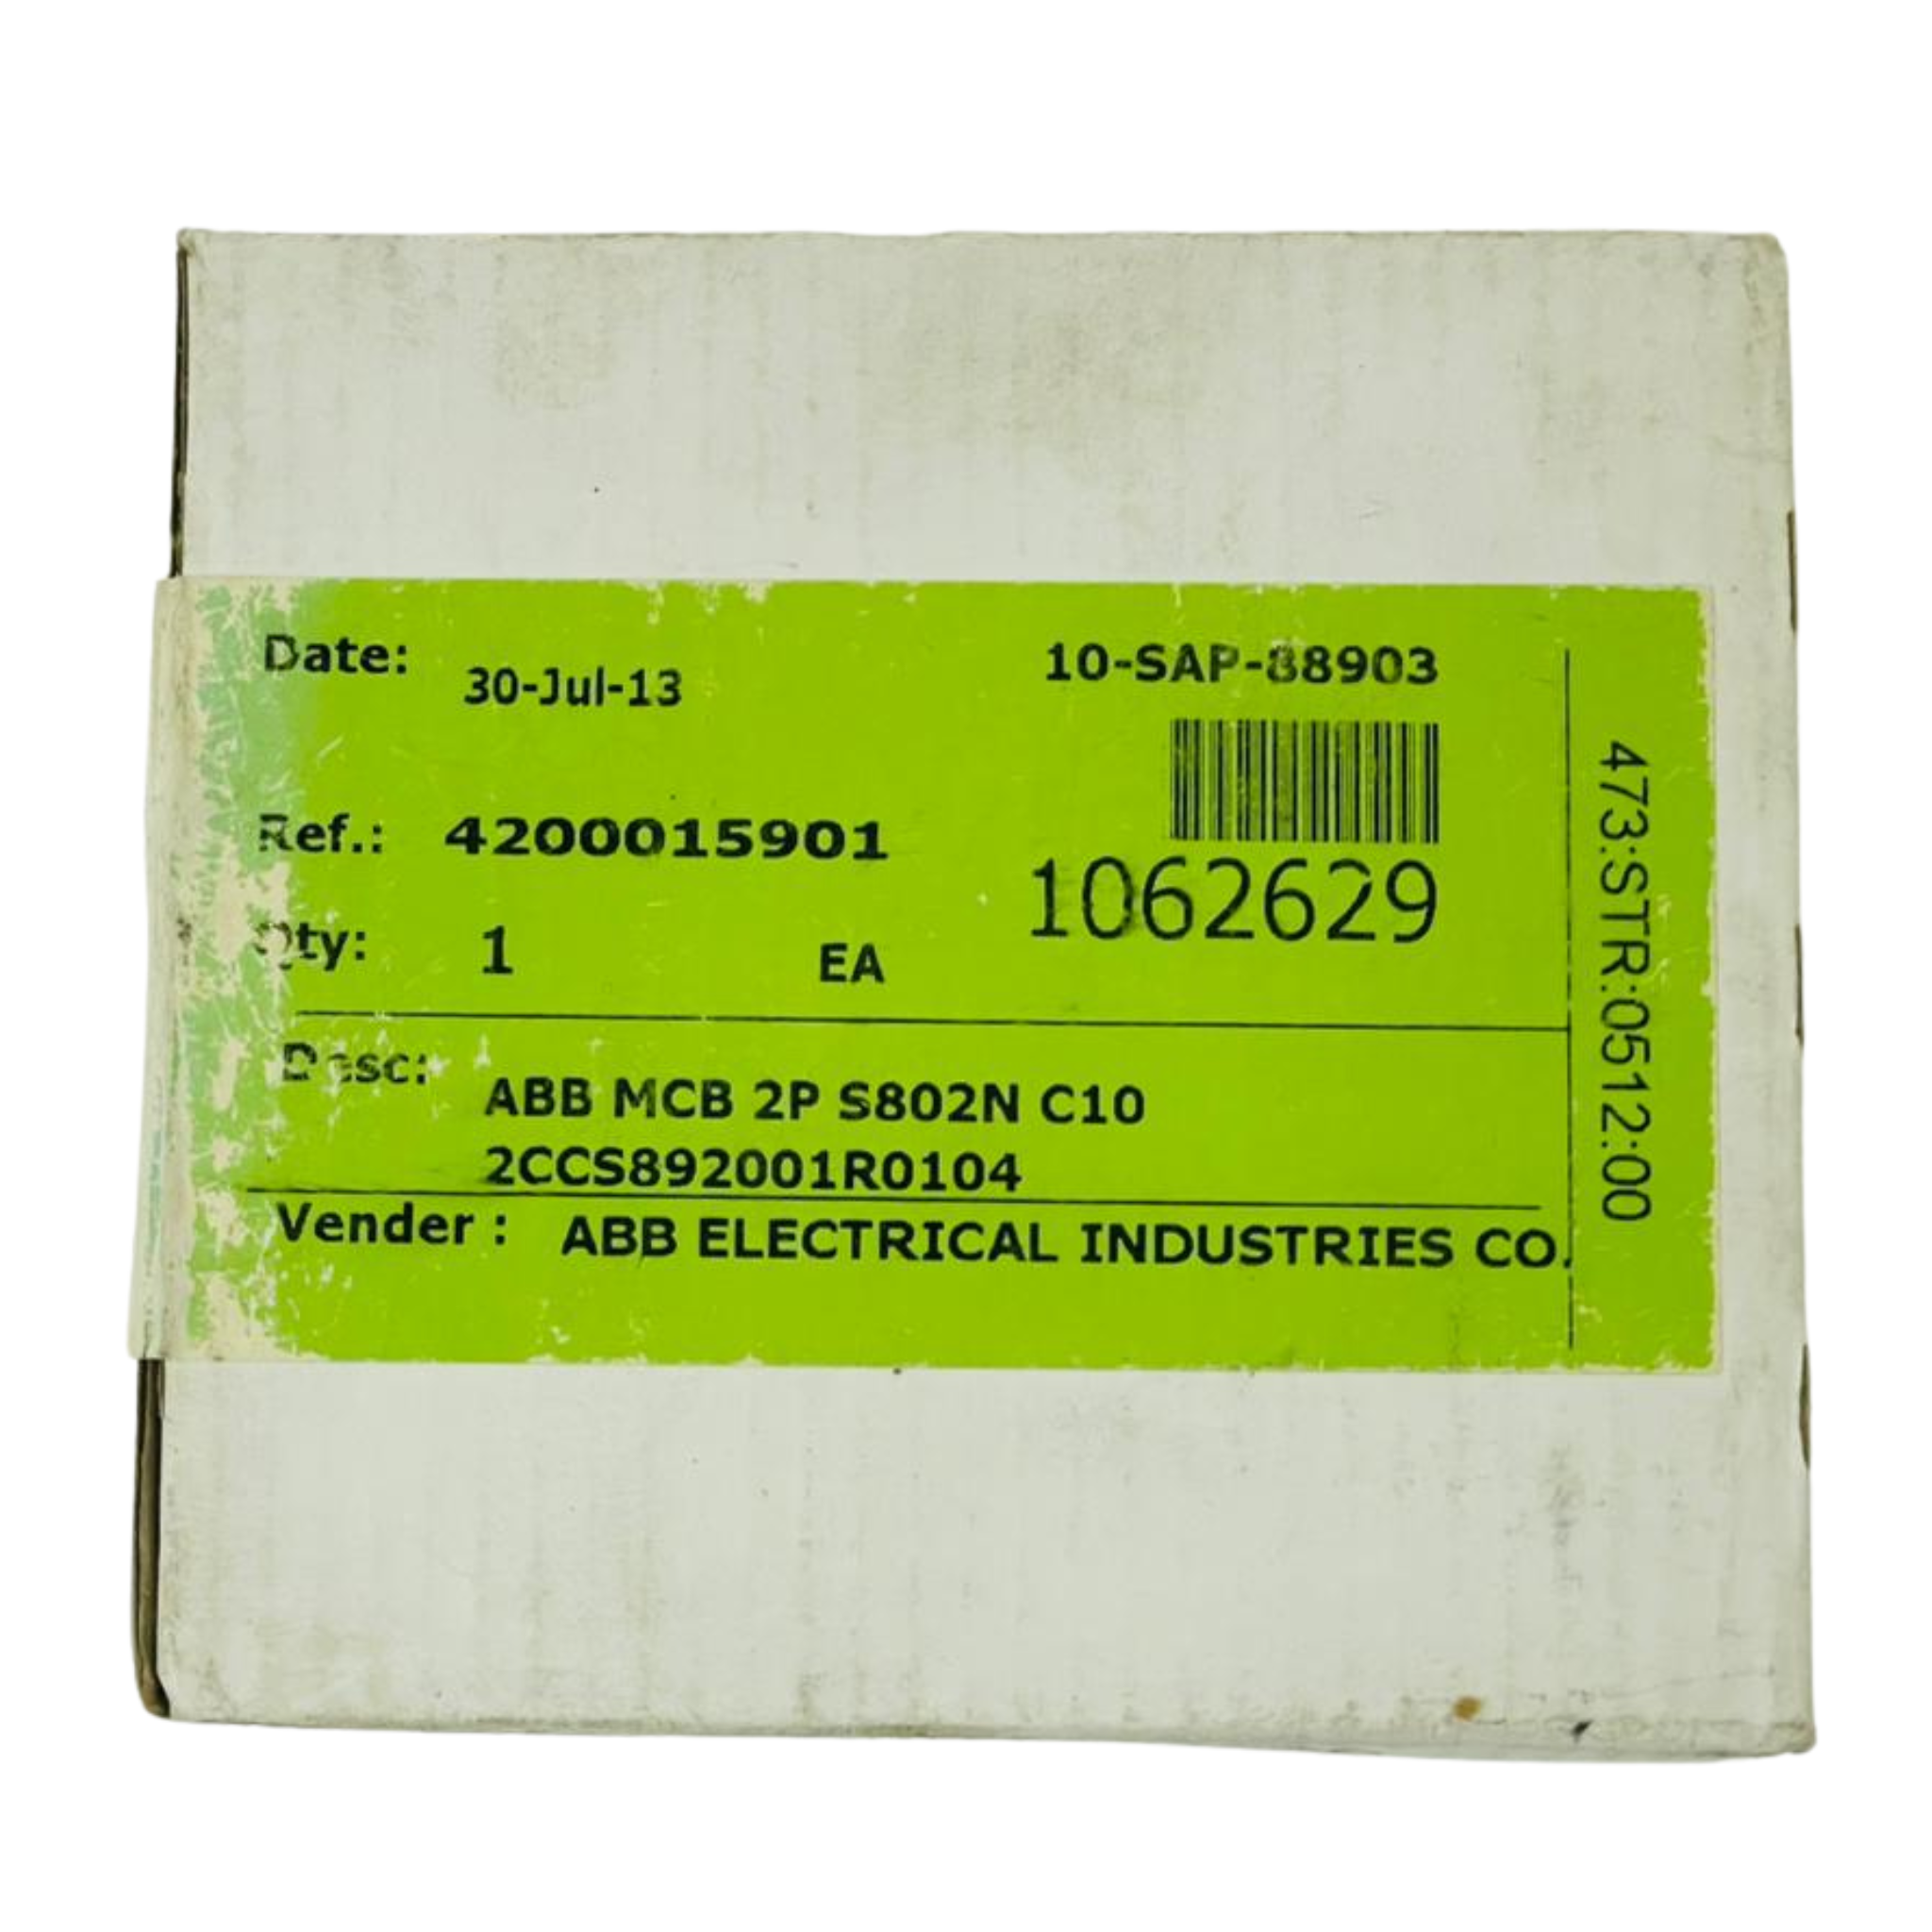 Date: 30-Jul-13
10-SAP-88903
Ref.: 4200015901
1062629
Qty: 1 EA
Desc: ABB MCB 2P S802N C10
2CCS892001R0104
Vender : ABB ELECTRICAL INDUSTRIES CO.
473:STR:0512:00